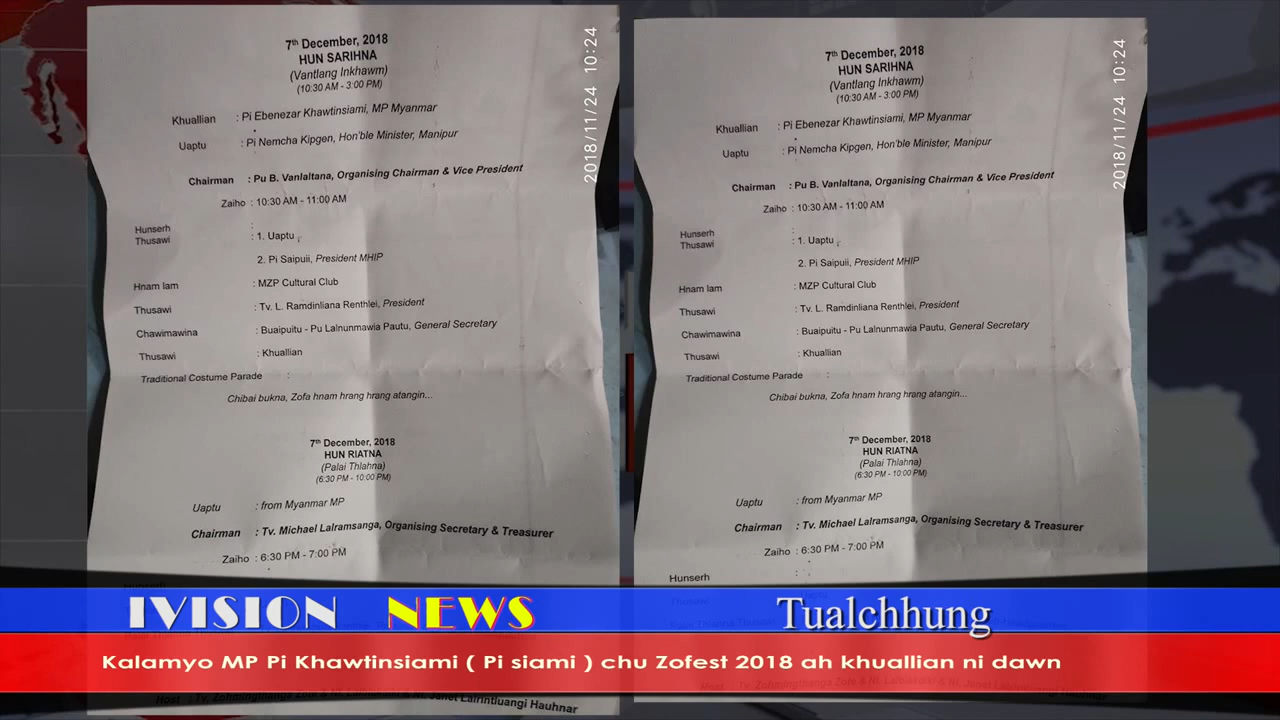 7th December, 2018
HUN SARIHNA
(Vantlang Inkhawm)
(10:30 AM - 3:00 PM)
Khuallian : Pi Ebenezar Khawtinsiami, MP Myanmar
Uaptu : Pi Nemcha Kipgen, Hon'ble Minister, Manipur
Chairman : Pu B. Vanlaltana, Organising Chairman & Vice President
Zaiho : 10:30 AM - 11:00 AM
Hunserh :
Thusawi : 1. Uaptu
2. Pi Saipuii, President MHIP
Hnam lam : MZP Cultural Club
Thusawi : Tv. L. Ramdinliana Renthlei, President
Chawimawina : Buaipuitu - Pu Lalnunmawia Pautu, General Secretary
Thusawi : Khuallian
Traditional Costume Parade :
Chibai bukna, Zofa hnam hrang hrang atangin...
7th December, 2018
HUN RIATNA
(Palai Thlahna)
(6:30 PM - 10:00 PM)
Uaptu : from Myanmar MP
Chairman : Tv. Michael Lalramsanga, Organising Secretary & Treasurer
Zaiho : 6:30 PM - 7:00 PM
Hunserh
2018/11/24 10:24
7th December, 2018
HUN SARIHNA
(Vantlang Inkhawm)
(10:30 AM - 3:00 PM)
Khuallian : Pi Ebenezar Khawtinsiami, MP Myanmar
Uaptu : Pi Nemcha Kipgen, Hon'ble Minister, Manipur
Chairman : Pu B. Vanlaltana, Organising Chairman & Vice President
Zaiho : 10:30 AM - 11:00 AM
Hunserh :
Thusawi : 1. Uaptu
2. Pi Saipuii, President MHIP
Hnam lam : MZP Cultural Club
Thusawi : Tv. L. Ramdinliana Renthlei, President
Chawimawina : Buaipuitu - Pu Lalnunmawia Pautu, General Secretary
Thusawi : Khuallian
Traditional Costume Parade :
Chibai bukna, Zofa hnam hrang hrang atangin...
7th December, 2018
HUN RIATNA
(Palai Thlahna)
(6:30 PM - 10:00 PM)
Uaptu : from Myanmar MP
Chairman : Tv. Michael Lalramsanga, Organising Secretary & Treasurer
Zaiho : 6:30 PM - 7:00 PM
Hunserh :
2018/11/24 10:24
IVISION NEWS Tualchhung
Kalamyo MP Pi Khawtinsiami ( Pi siami ) chu Zofest 2018 ah khuallian ni dawn
Janet Lalrintluangi Hauhnar